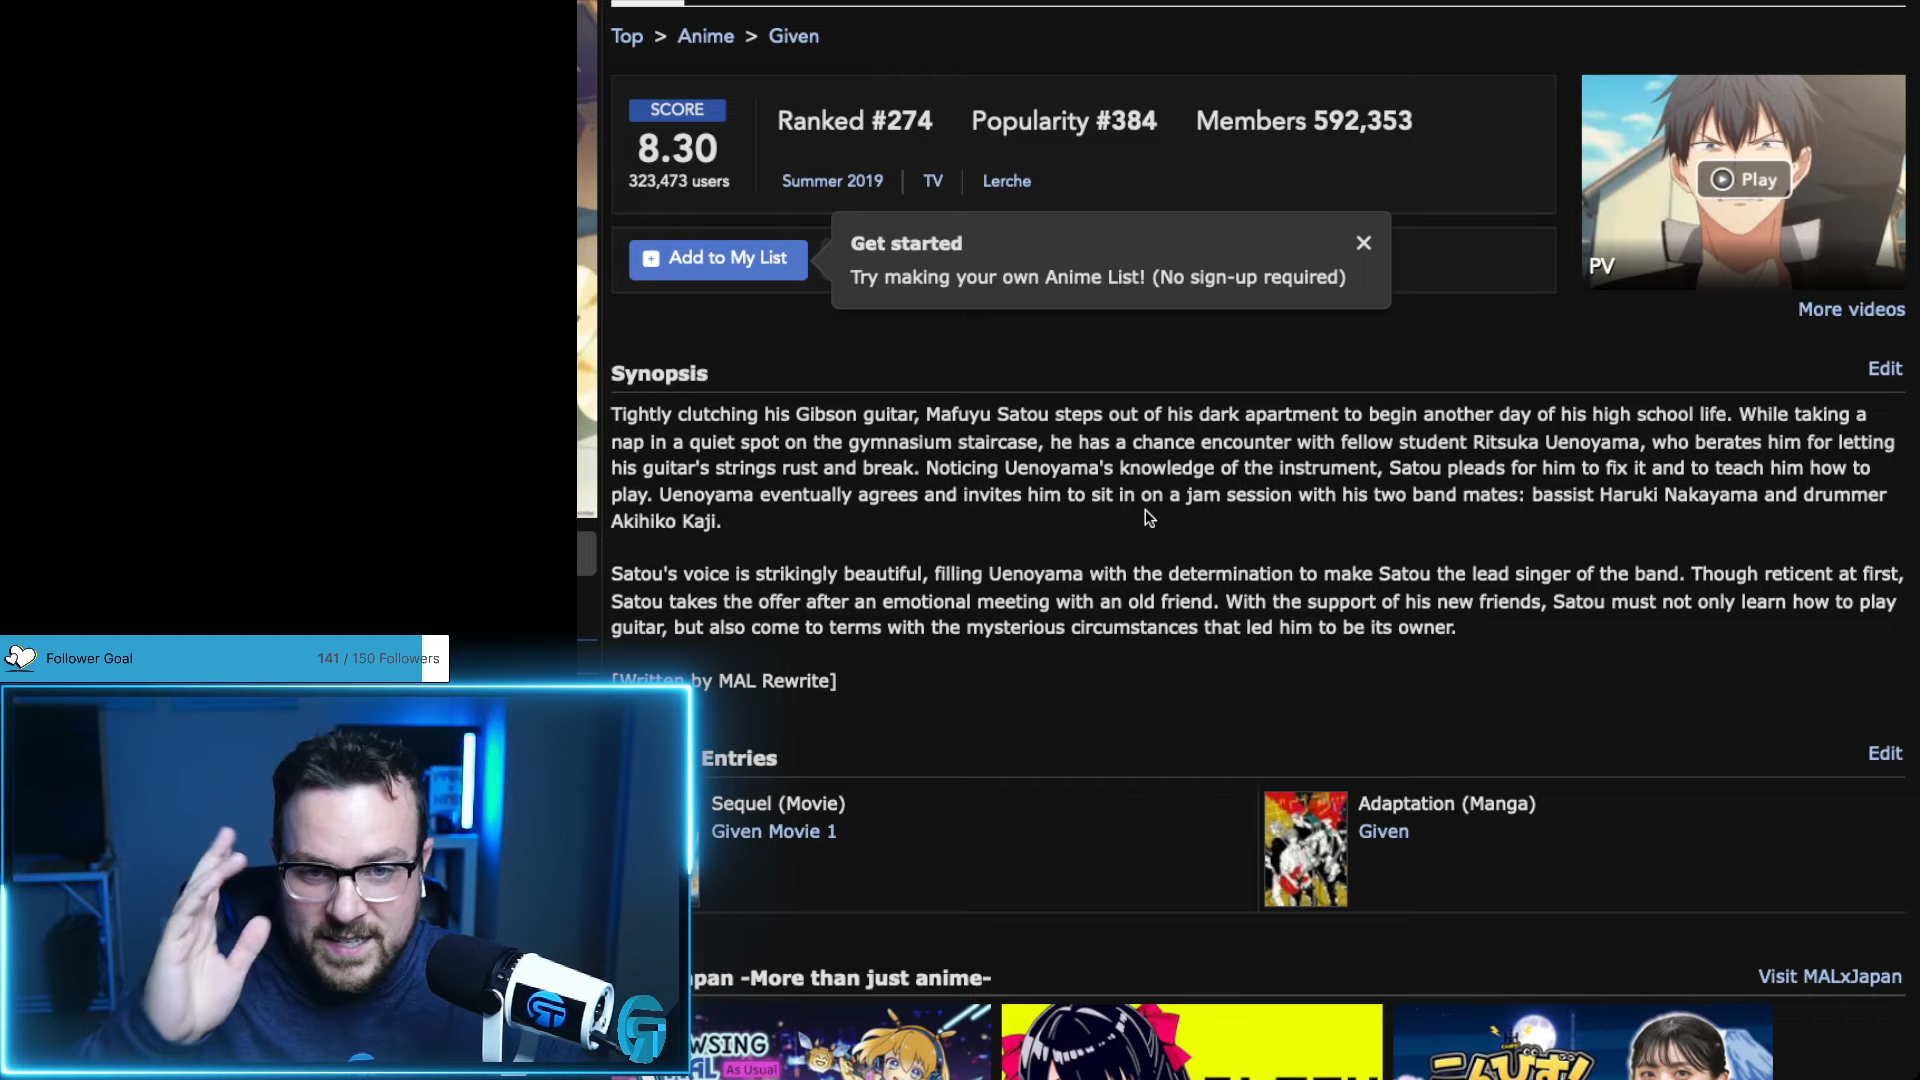 Top > Anime > Given
SCORE
8.30
323,473 users
Ranked #274 Popularity #384 Members 592,353
Summer 2019 | TV | Lerche
Add to My List
Get started
Try making your own Anime List! (No sign-up required)
Play
PV
More videos
Synopsis
Edit
Tightly clutching his Gibson guitar, Mafuyu Satou steps out of his dark apartment to begin another day of his high school life. While taking a
nap in a quiet spot on the gymnasium staircase, he has a chance encounter with fellow student Ritsuka Uenoyama, who berates him for letting
his guitar's strings rust and break. Noticing Uenoyama's knowledge of the instrument, Satou pleads for him to fix it and to teach him how to
play. Uenoyama eventually agrees and invites him to sit in on a jam session with his two band mates: bassist Haruki Nakayama and drummer
Akihiko Kaji.
Satou's voice is strikingly beautiful, filling Uenoyama with the determination to make Satou the lead singer of the band. Though reticent at first,
Satou takes the offer after an emotional meeting with an old friend. With the support of his new friends, Satou must not only learn how to play
guitar, but also come to terms with the mysterious circumstances that led him to be its owner.
[Written by MAL Rewrite]
Follower Goal 141 / 150 Followers
Entries
Edit
Sequel (Movie)
Given Movie 1
Adaptation (Manga)
Given
apan -More than just anime-
Visit MALxJapan
WSING
AL As Usual
こんびず!